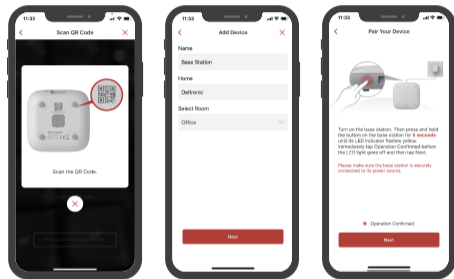 11:32
Scan QR Code
Scan the QR Code.
11:33
Add Device
Name
Base Station
Home
Deltronic
Select Room
Office
Next
11:33
Pair Your Device
Turn on the base station. Then press and hold
the button on the base station for 5 seconds
until its LED indicator flashes yellow.
Immediately tap Operation Confirmed before
the LED light goes off and then tap Next.
Please make sure the base station is securely
connected to its power source.
Operation Confirmed
Next